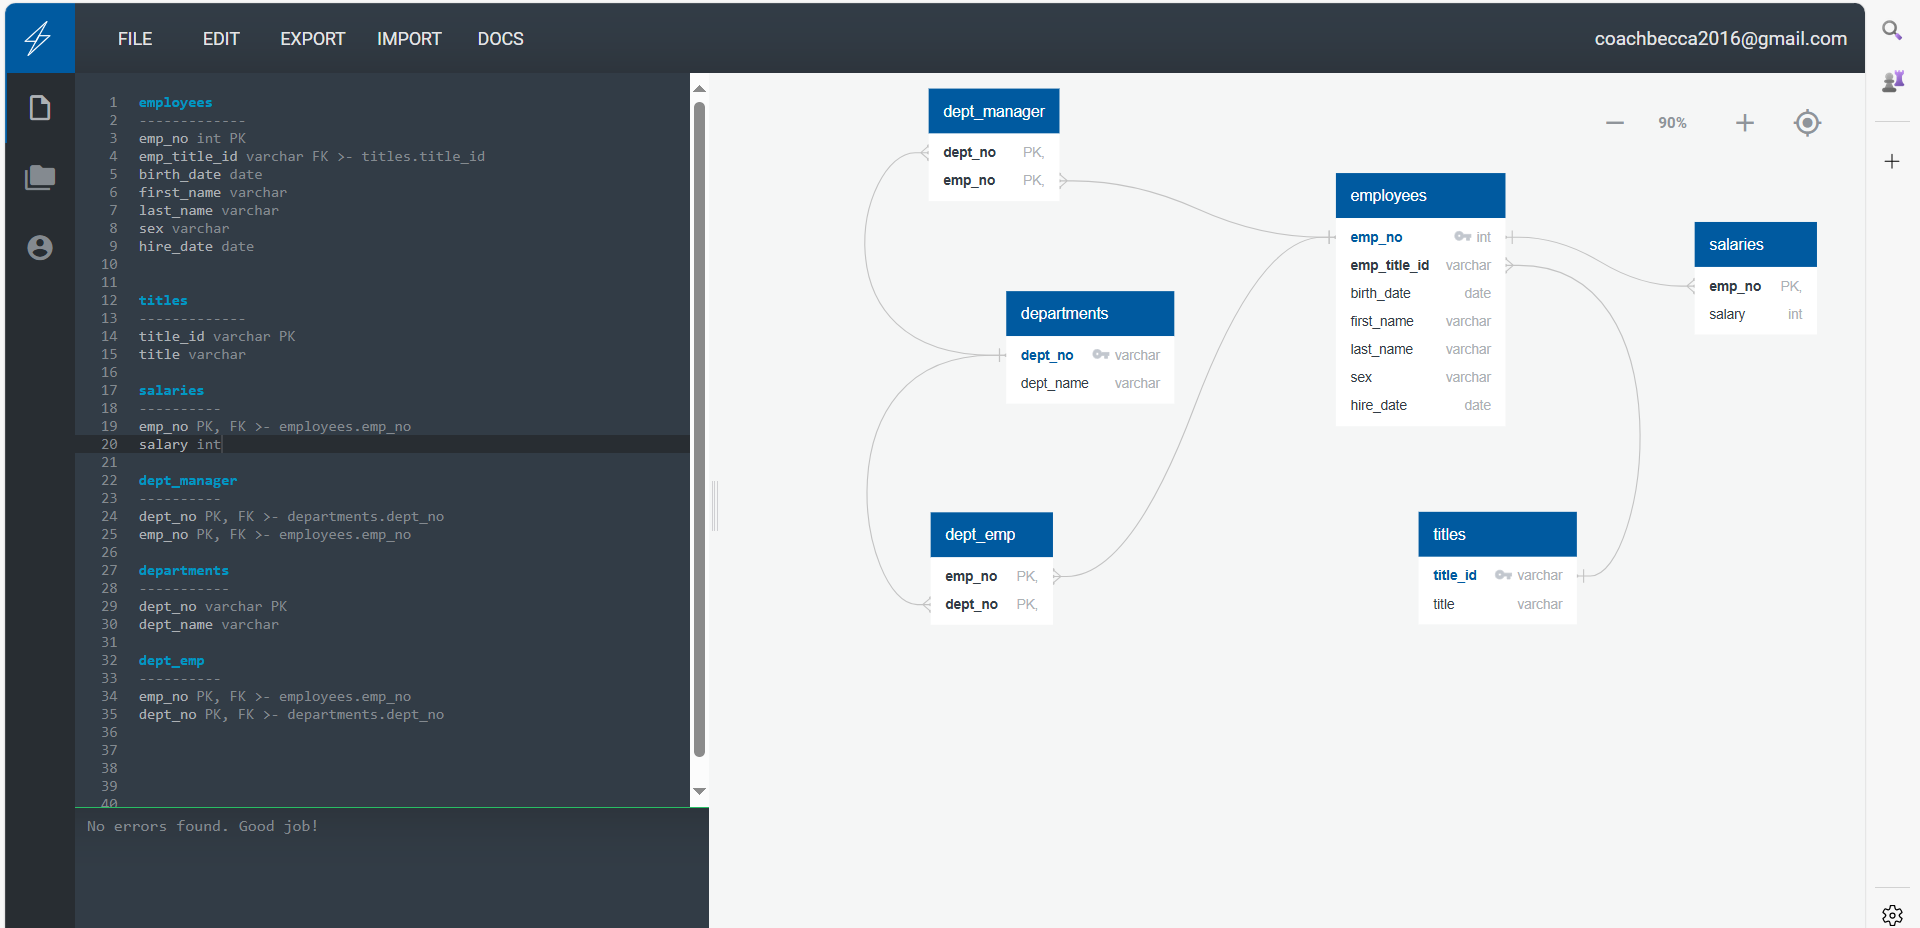 FILE EDIT EXPORT IMPORT DOCS coachbecca2016@gmail.com
1 employees
2 -------------
3 emp_no int PK
4 emp_title_id varchar FK >- titles.title_id
5 birth_date date
6 first_name varchar
7 last_name varchar
8 sex varchar
9 hire_date date
10
11
12 titles
13 -------------
14 title_id varchar PK
15 title varchar
16
17 salaries
18 ----------
19 emp_no PK, FK >- employees.emp_no
20 salary int
21
22 dept_manager
23 ----------
24 dept_no PK, FK >- departments.dept_no
25 emp_no PK, FK >- employees.emp_no
26
27 departments
28 -----------
29 dept_no varchar PK
30 dept_name varchar
31
32 dept_emp
33 ----------
34 emp_no PK, FK >- employees.emp_no
35 dept_no PK, FK >- departments.dept_no
36
37
38
39
40
No errors found. Good job!
dept_manager
dept_no PK,
emp_no PK,
90%
employees
emp_no int
emp_title_id varchar
birth_date date
first_name varchar
last_name varchar
sex varchar
hire_date date
salaries
emp_no PK,
salary int
departments
dept_no varchar
dept_name varchar
dept_emp
emp_no PK,
dept_no PK,
titles
title_id varchar
title varchar